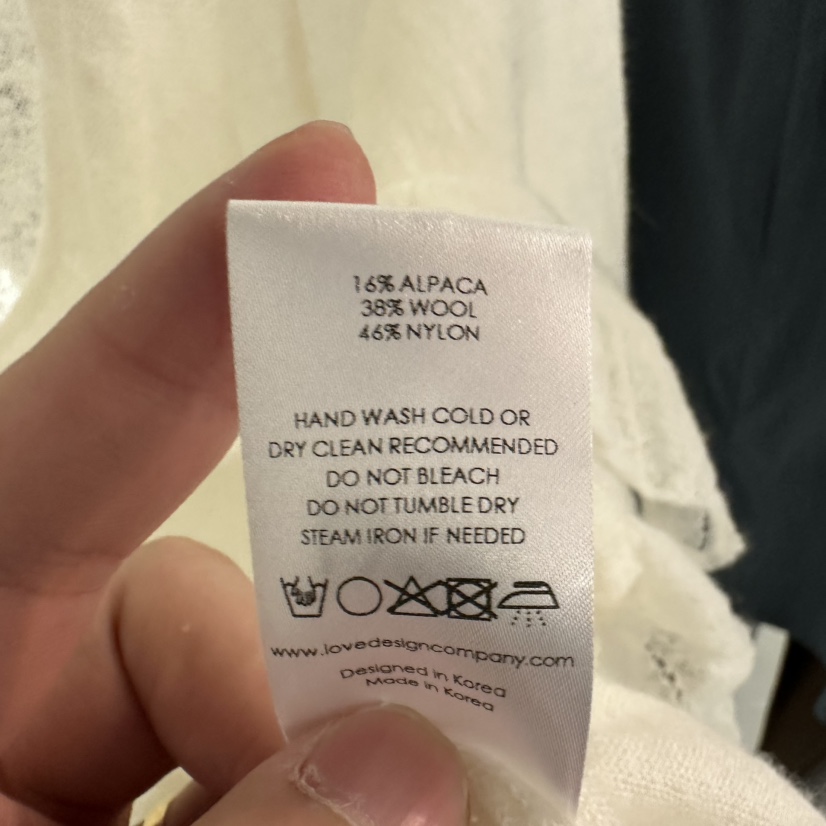 16% ALPACA
38% WOOL
46% NYLON
HAND WASH COLD OR
DRY CLEAN RECOMMENDED
DO NOT BLEACH
DO NOT TUMBLE DRY
STEAM IRON IF NEEDED
www.lovedesigncompany.com
Designed in Korea
Made in Korea